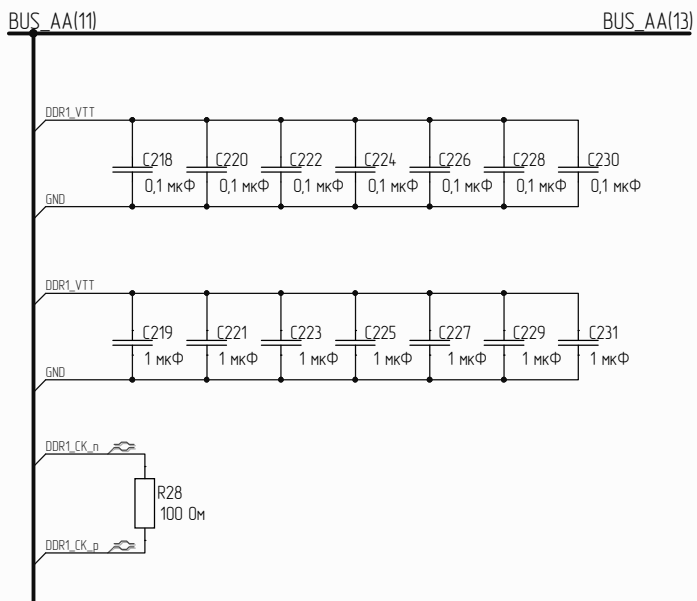 BUS_AA(11) BUS_AA(13)
DDR1_VTT
C218 C220 C222 C224 C226 C228 C230
0,1 мкФ 0,1 мкФ 0,1 мкФ 0,1 мкФ 0,1 мкФ 0,1 мкФ 0,1 мкФ
GND
DDR1_VTT
C219 C221 C223 C225 C227 C229 C231
1 мкФ 1 мкФ 1 мкФ 1 мкФ 1 мкФ 1 мкФ 1 мкФ
GND
DDR1_CK_n
R28
100 Ом
DDR1_CK_p